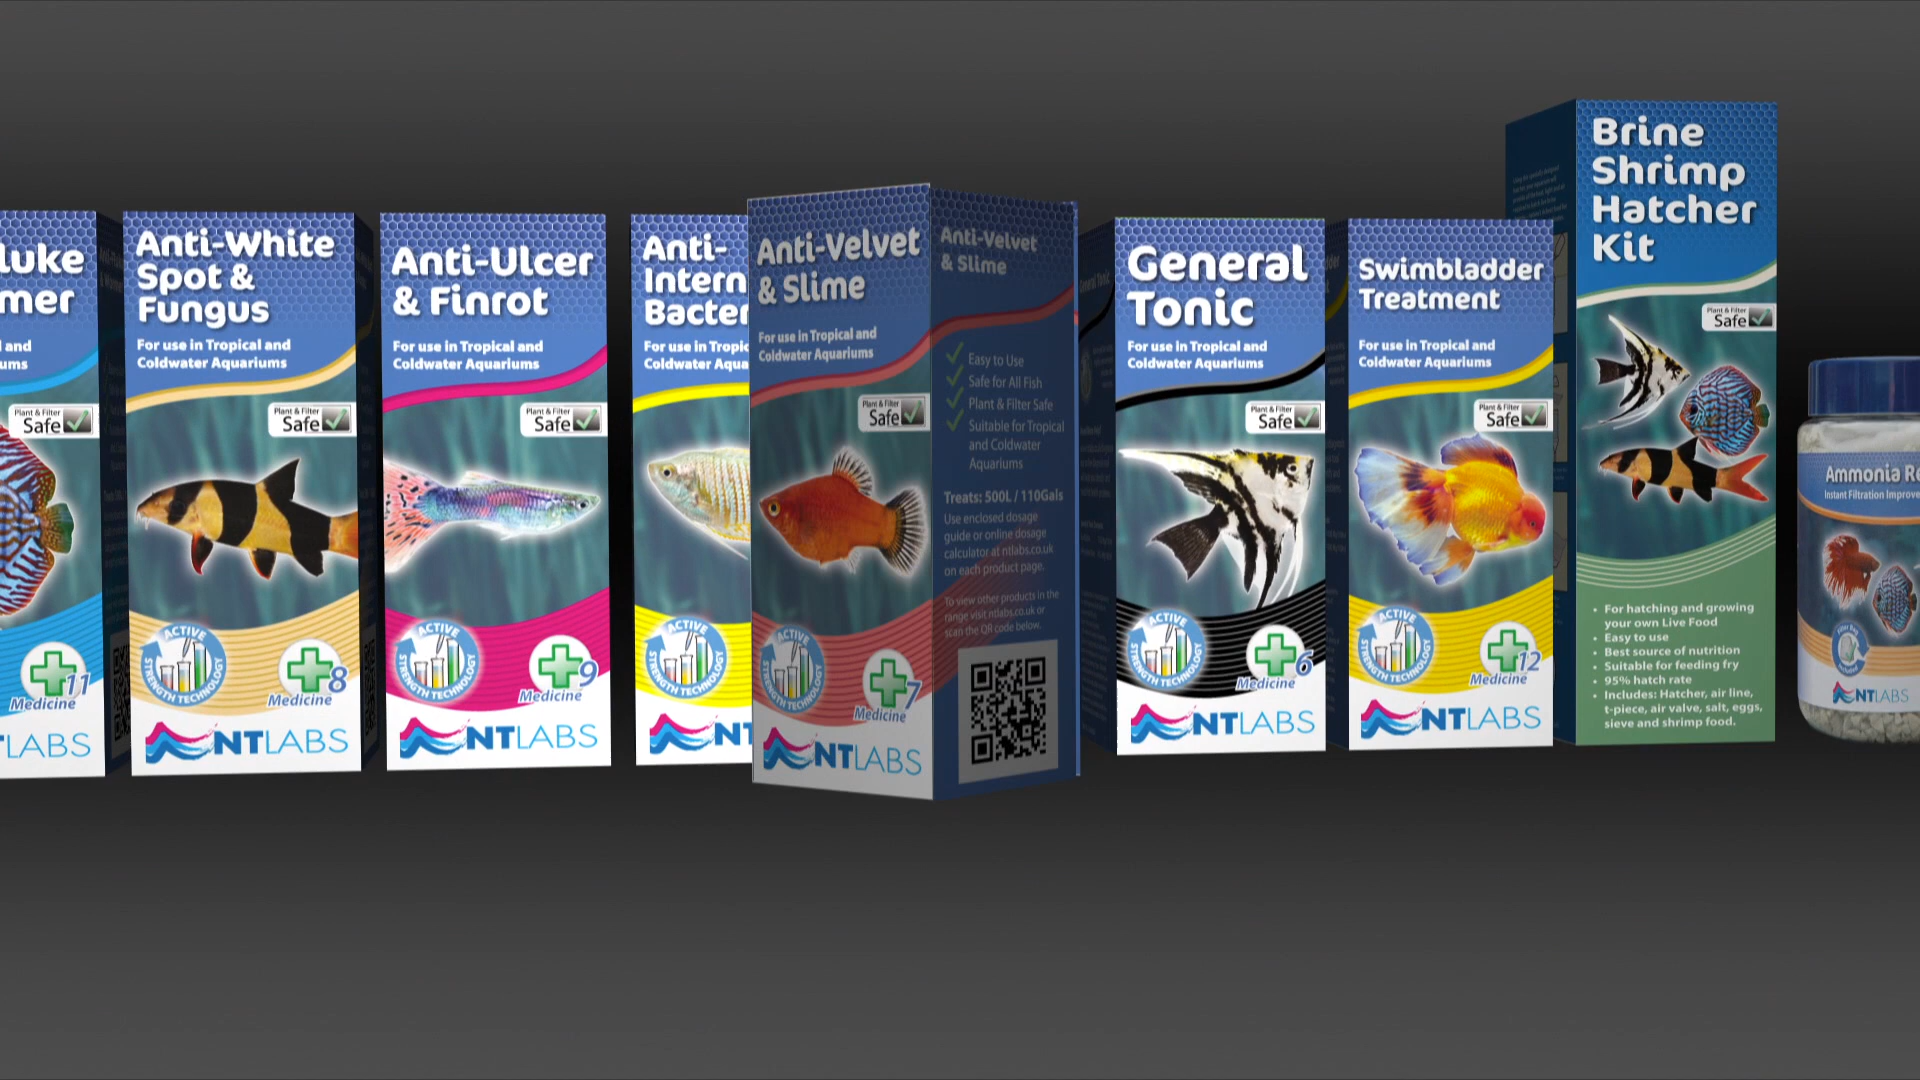 luke
mer
l and
ums
Plant & Filter
Safe
11
Medicine
TLABS
Anti-White
Spot &
Fungus
For use in Tropical and
Coldwater Aquariums
Plant & Filter
Safe
ACTIVE
STRENGTH TECHNOLOGY
8
Medicine
NTLABS
Anti-Ulcer
& Finrot
For use in Tropical and
Coldwater Aquariums
Plant & Filter
Safe
ACTIVE
STRENGTH TECHNOLOGY
9
Medicine
NTLABS
Anti-
Intern
Bacter
For use in Tropic
Coldwater Aqua
ACTIVE
STRENGTH TECHNOLOGY
NT
Anti-Velvet
& Slime
For use in Tropical and
Coldwater Aquariums
Plant & Filter
Safe
ACTIVE
STRENGTH TECHNOLOGY
7
Medicine
NTLABS
Anti-Velvet
& Slime
Easy to Use
Safe for All Fish
Plant & Filter Safe
Suitable for Tropical
and Coldwater
Aquariums
Treats: 500L / 110Gals
Use enclosed dosage
guide or online dosage
calculator at ntlabs.co.uk
on each product page.
To view other products in the
range visit ntlabs.co.uk or
scan the QR code below.
General Tonic
General
Tonic
For use in Tropical and
Coldwater Aquariums
Plant & Filter
Safe
ACTIVE
STRENGTH TECHNOLOGY
6
Medicine
NTLABS
Swimbladder
Treatment
For use in Tropical and
Coldwater Aquariums
Plant & Filter
Safe
ACTIVE
STRENGTH TECHNOLOGY
12
Medicine
NTLABS
Brine
Shrimp
Hatcher
Kit
Plant & Filter
Safe
• For hatching and growing
your own Live Food
• Easy to use
• Best source of nutrition
• Suitable for feeding fry
• 95% hatch rate
• Includes: Hatcher, air line,
t-piece, air valve, salt, eggs,
sieve and shrimp food.
Ammonia Re
Instant Filtration Improve
NTLABS